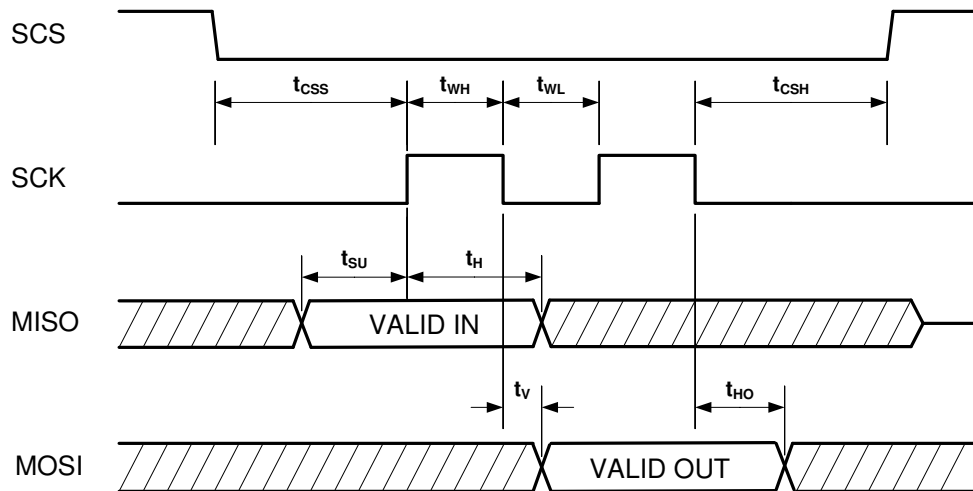 SCS
tCSS tWH tWL tCSH
SCK
tSU tH
MISO VALID IN
tV tHO
MOSI VALID OUT